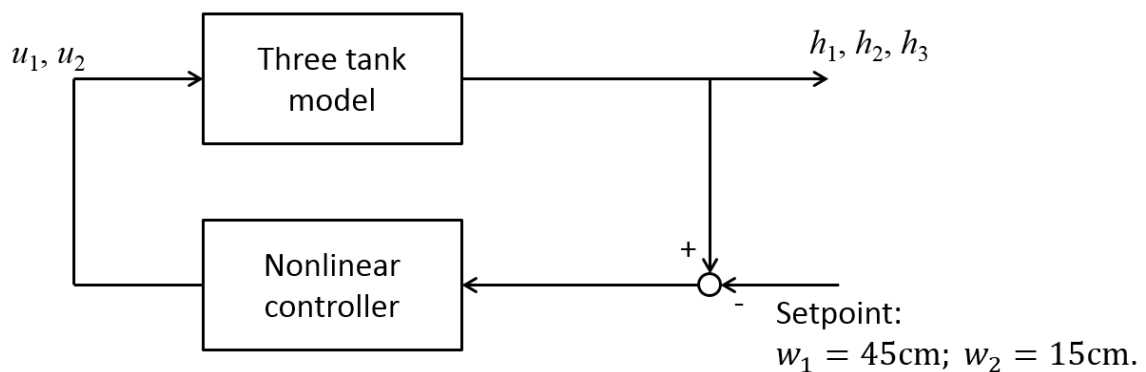 u₁, u₂
Three tank
model
h₁, h₂, h₃
Nonlinear
controller
+
-
Setpoint:
w₁ = 45cm; w₂ = 15cm.